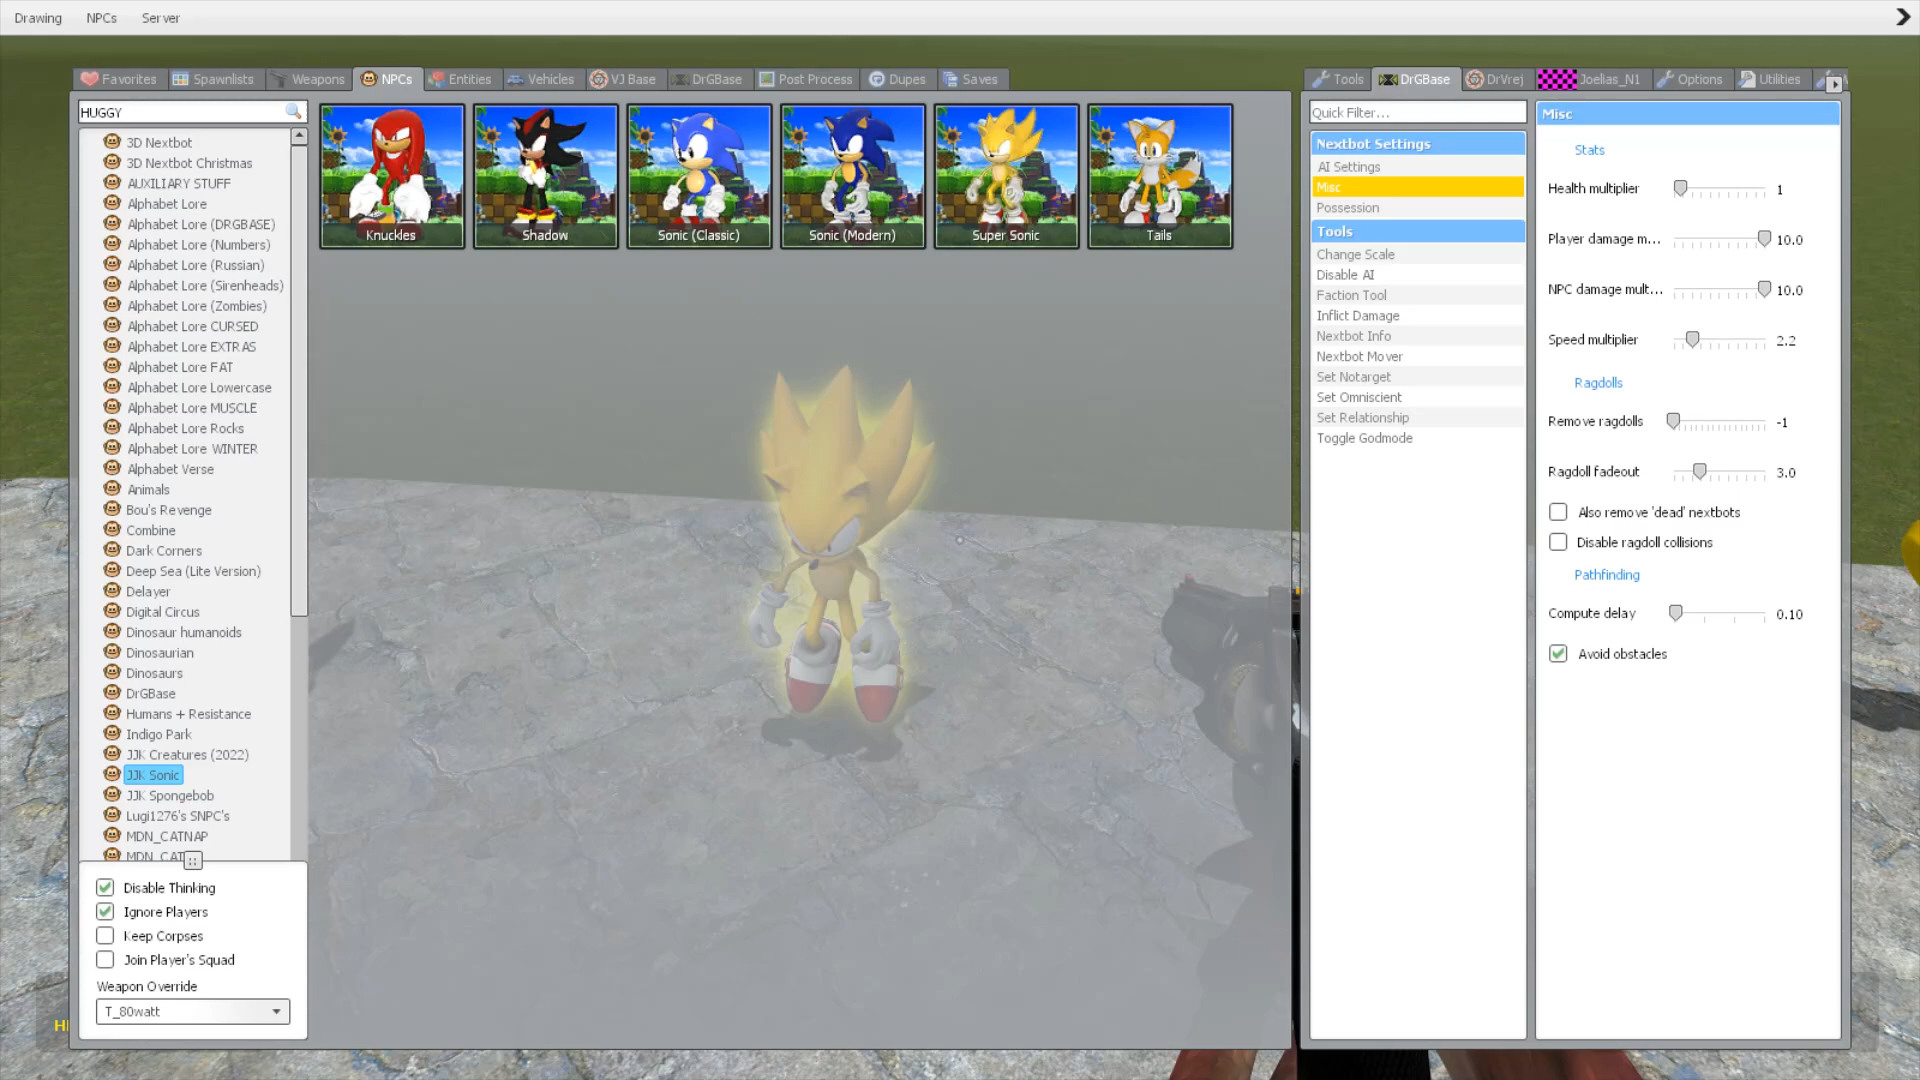 Drawing NPCs Server
Favorites Spawnlists Weapons NPCs Entities Vehicles VJ Base DrGBase Post Process Dupes Saves
HUGGY
3D Nextbot
3D Nextbot Christmas
AUXILIARY STUFF
Alphabet Lore
Alphabet Lore (DRGBASE)
Alphabet Lore (Numbers)
Alphabet Lore (Russian)
Alphabet Lore (Sirenheads)
Alphabet Lore (Zombies)
Alphabet Lore CURSED
Alphabet Lore EXTRAS
Alphabet Lore FAT
Alphabet Lore Lowercase
Alphabet Lore MUSCLE
Alphabet Lore Rocks
Alphabet Lore WINTER
Alphabet Verse
Animals
Bou's Revenge
Combine
Dark Corners
Deep Sea (Lite Version)
Delayer
Digital Circus
Dinosaur humanoids
Dinosaurian
Dinosaurs
DrGBase
Humans + Resistance
Indigo Park
JJK Creatures (2022)
JJK Sonic
JJK Spongebob
Lugi1276's SNPC's
MDN_CATNAP
Disable Thinking
Ignore Players
Keep Corpses
Join Player's Squad
Weapon Override
T_80watt
Knuckles Shadow Sonic (Classic) Sonic (Modern) Super Sonic Tails
Tools DrGBase DrVrej Joelias_N1 Options Utilities
Quick Filter...
Nextbot Settings
AI Settings
Misc
Possession
Tools
Change Scale
Disable AI
Faction Tool
Inflict Damage
Nextbot Info
Nextbot Mover
Set Notarget
Set Omniscient
Set Relationship
Toggle Godmode
Misc
Stats
Health multiplier 1
Player damage m... 10.0
NPC damage mult... 10.0
Speed multiplier 2.2
Ragdolls
Remove ragdolls -1
Ragdoll fadeout 3.0
Also remove 'dead' nextbots
Disable ragdoll collisions
Pathfinding
Compute delay 0.10
Avoid obstacles